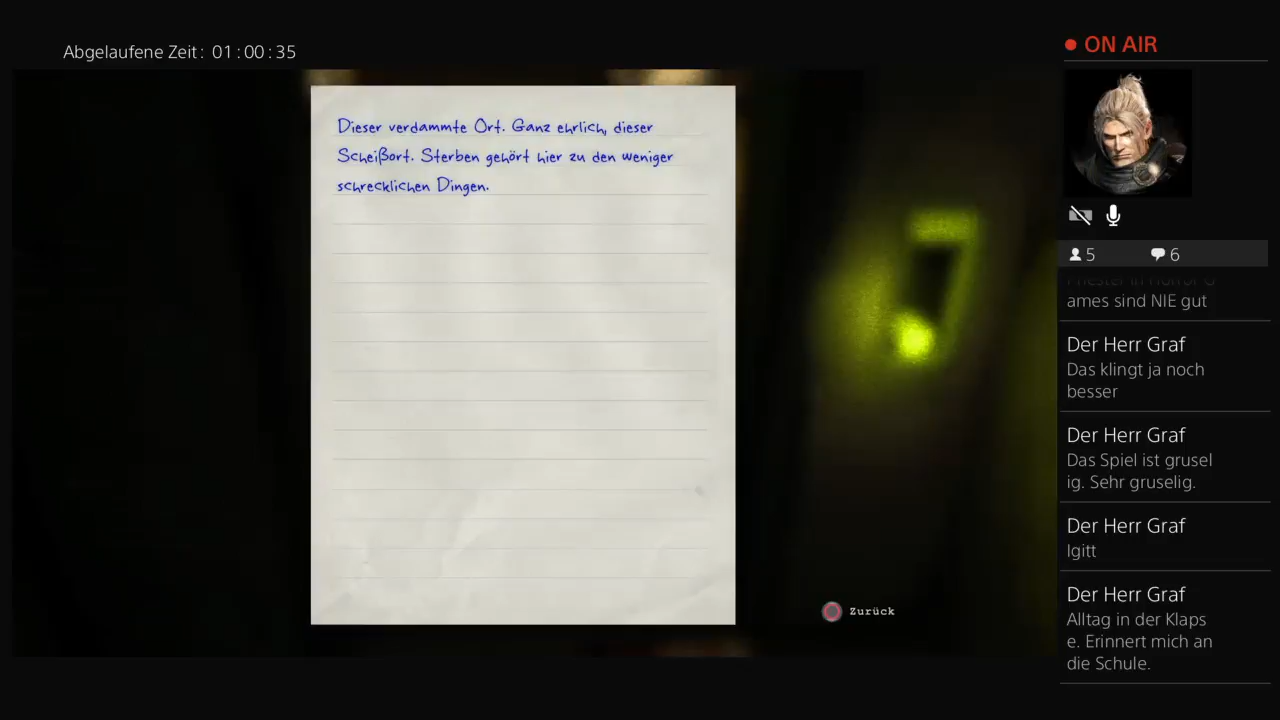 Abgelaufene Zeit: 01:00:35
Dieser verdammte Ort. Ganz ehrlich, dieser
Scheißort. Sterben gehört hier zu den weniger
schrecklichen Dingen.
Zurück
ON AIR
5 6
Priester in Horror G
ames sind NIE gut
Der Herr Graf
Das klingt ja noch
besser
Der Herr Graf
Das Spiel ist grusel
ig. Sehr gruselig.
Der Herr Graf
Igitt
Der Herr Graf
Alltag in der Klaps
e. Erinnert mich an
die Schule.